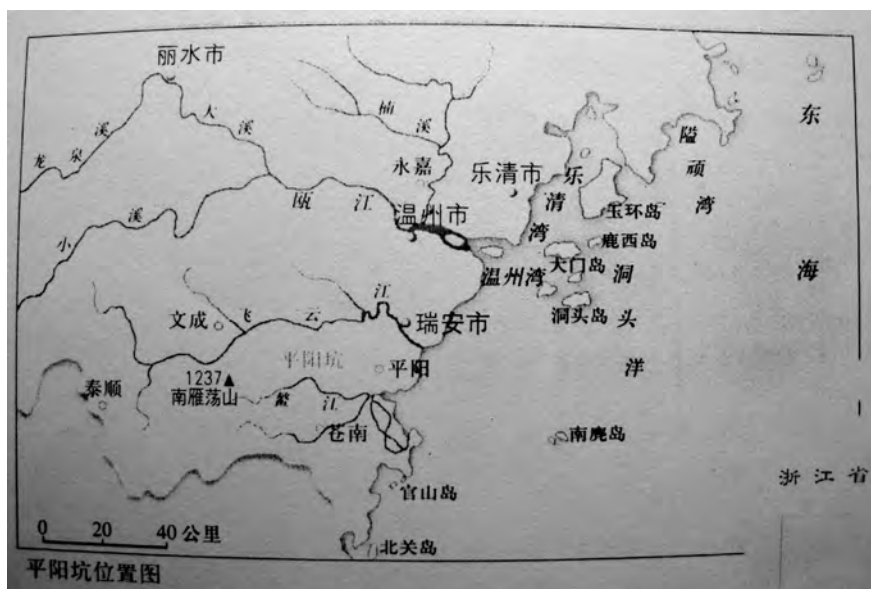 丽水市
大溪
楠溪
龙泉溪
永嘉
乐清市
乐清湾
隘顽湾
东海
瓯江
温州市
玉环岛
鹿西岛
小溪
温州湾
大门岛
洞头洋
洞头岛
飞云江
文成
瑞安市
平阳坑
平阳
1237▲
南雁荡山
泰顺
鳌江
苍南
南麂岛
浙江省
官山岛
0 20 40公里
北关岛
平阳坑位置图